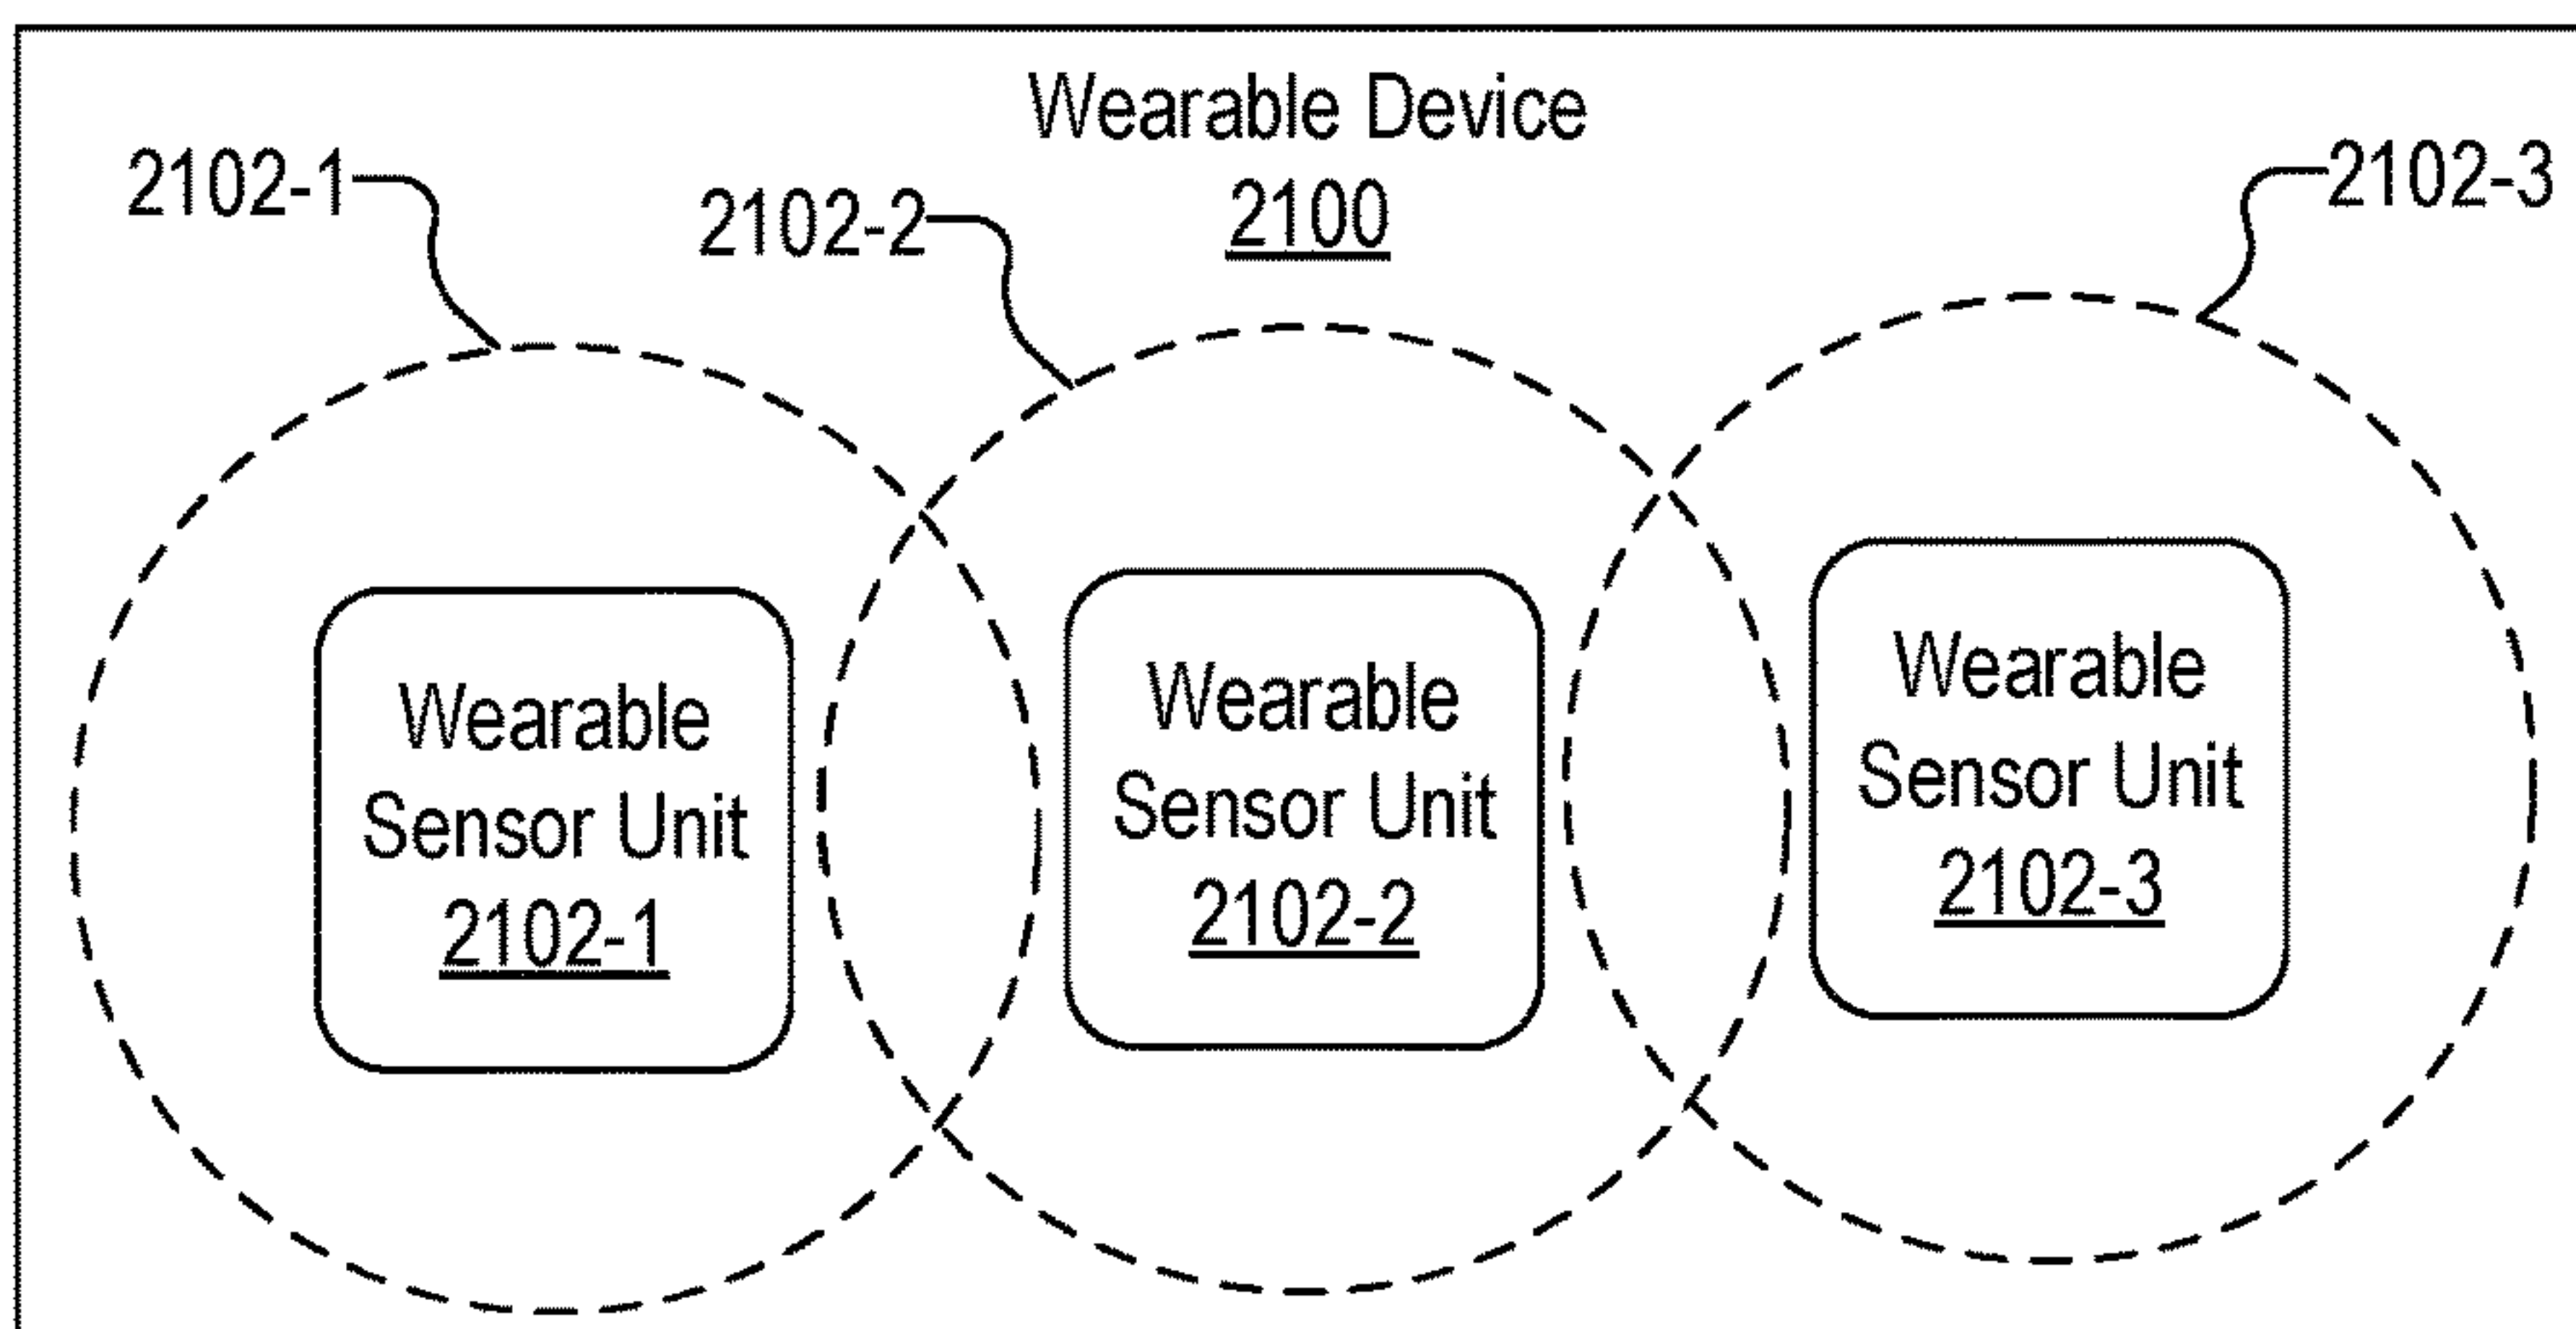 Wearable Device
2100
2102-1
2102-2
2102-3
Wearable
Sensor Unit
2102-1
Wearable
Sensor Unit
2102-2
Wearable
Sensor Unit
2102-3